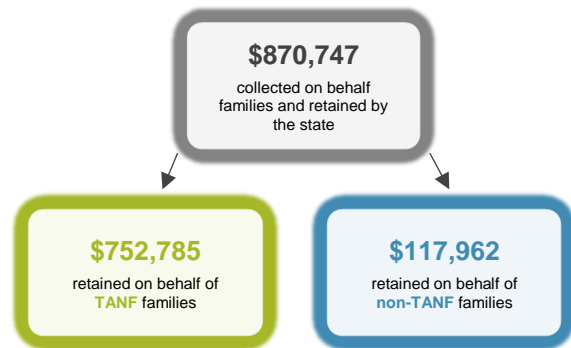 $870,747
collected on behalf
families and retained by
the state
$752,785
retained on behalf of
TANF families
$117,962
retained on behalf of
non-TANF families